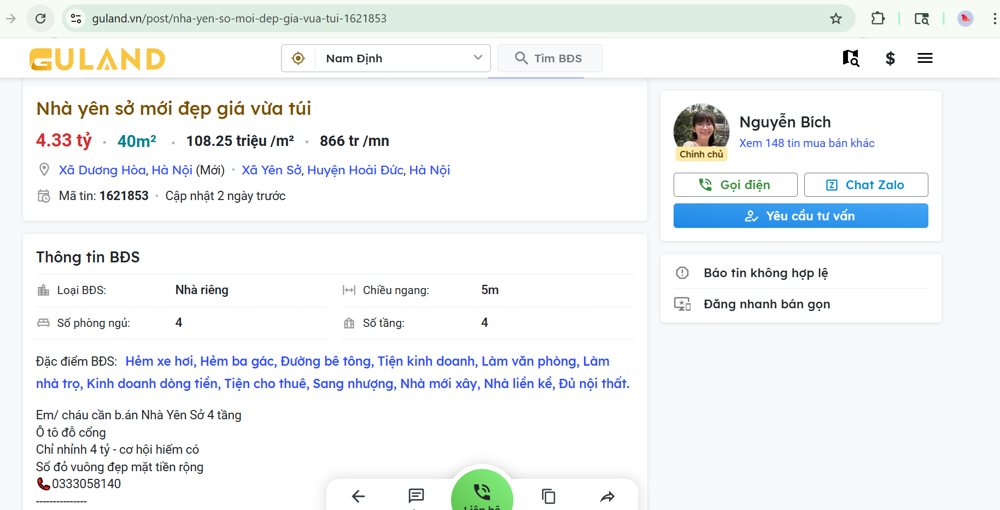 guland.vn/post/nha-yen-so-moi-dep-gia-vua-tui-1621853
GULAND
Nam Định
Tìm BĐS
$
Nhà yên sở mới đẹp giá vừa túi
4.33 tỷ · 40m² · 108.25 triệu /m² · 866 tr /mn
Xã Dương Hòa, Hà Nội (Mới) · Xã Yên Sở, Huyện Hoài Đức, Hà Nội
Mã tin: 1621853 · Cập nhật 2 ngày trước
Thông tin BĐS
Loại BĐS: Nhà riêng Chiều ngang: 5m
Số phòng ngủ: 4 Số tầng: 4
Đặc điểm BĐS: Hẻm xe hơi, Hẻm ba gác, Đường bê tông, Tiện kinh doanh, Làm văn phòng, Làm
nhà trọ, Kinh doanh dòng tiền, Tiện cho thuê, Sang nhượng, Nhà mới xây, Nhà liền kề, Đủ nội thất.
Em/ cháu cần b.án Nhà Yên Sở 4 tầng
Ô tô đỗ cổng
Chỉ nhỉnh 4 tỷ - cơ hội hiếm có
Sổ đỏ vuông đẹp mặt tiền rộng
📞0333058140
---------------
Nguyễn Bích
Xem 148 tin mua bán khác
Chính chủ
Gọi điện
Chat Zalo
Yêu cầu tư vấn
Báo tin không hợp lệ
Đăng nhanh bán gọn
Liên hệ